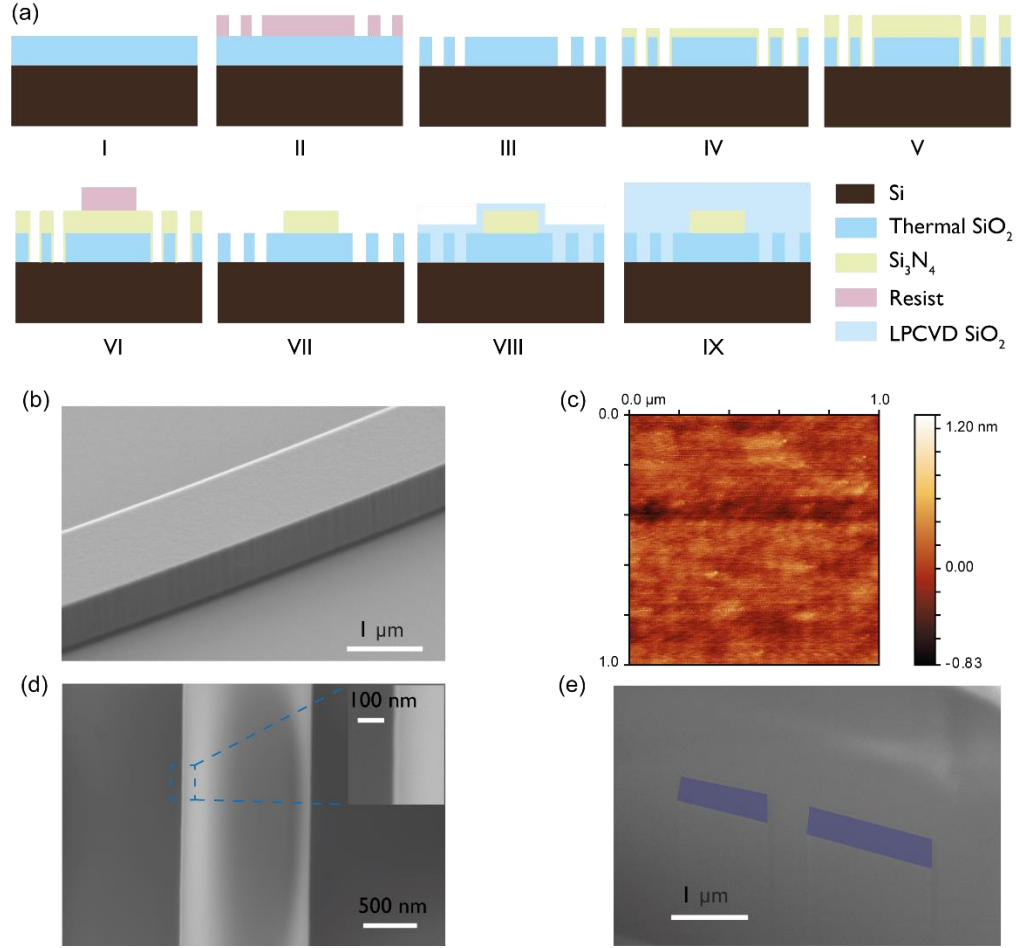 (a)
I
II
III
IV
V
VI
VII
VIII
IX
Si
Thermal SiO₂
Si₃N₄
Resist
LPCVD SiO₂
(b)
1 μm
(c)
0.0 μm
1.0
0.0
1.0
1.20 nm
0.00
-0.83
(d)
100 nm
500 nm
(e)
1 μm